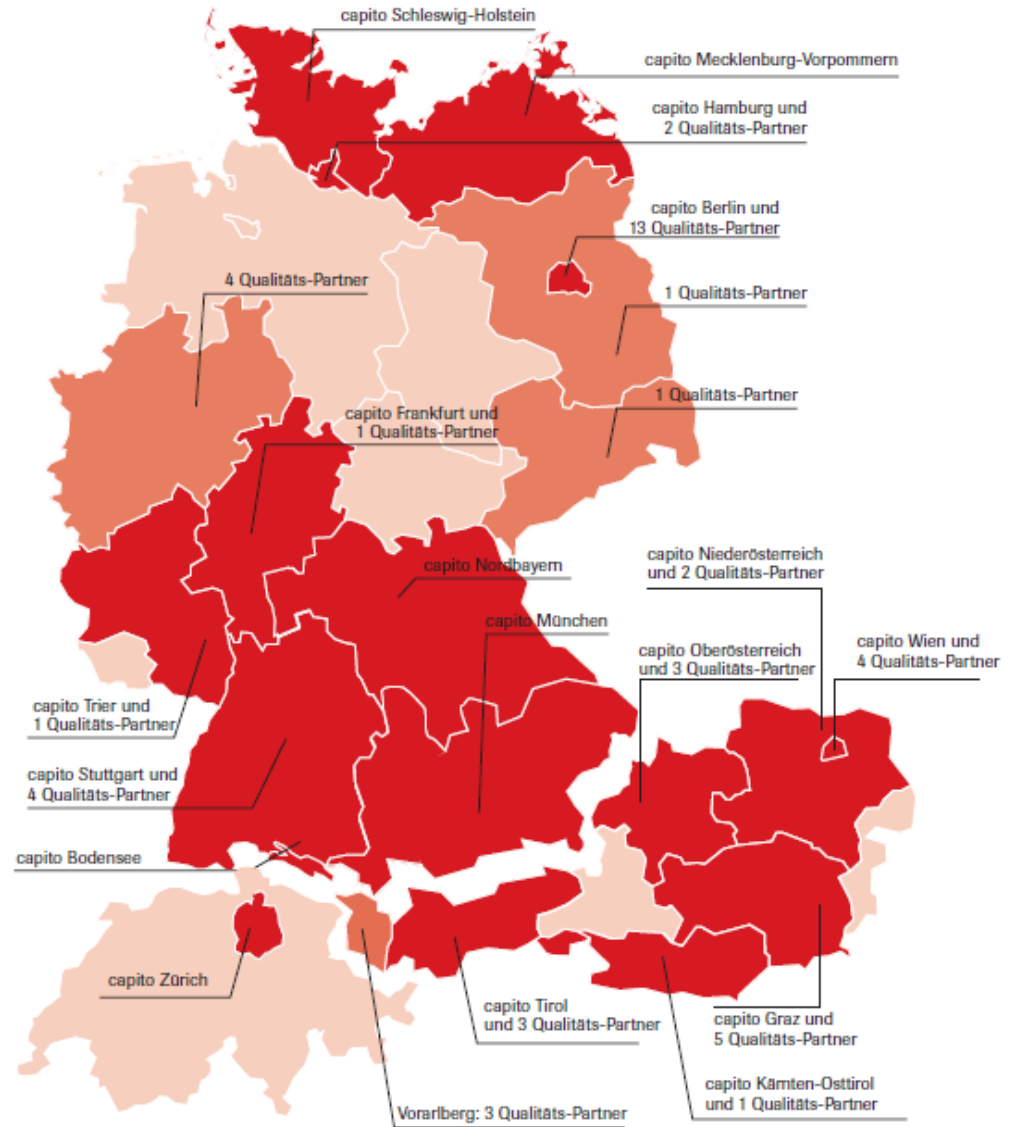 capito Schleswig-Holstein
capito Mecklenburg-Vorpommern
capito Hamburg und
2 Qualitäts-Partner
capito Berlin und
13 Qualitäts-Partner
4 Qualitäts-Partner
1 Qualitäts-Partner
1 Qualitäts-Partner
capito Frankfurt und
1 Qualitäts-Partner
capito Nordbayern
capito Niederösterreich
und 2 Qualitäts-Partner
capito München
capito Oberösterreich
und 3 Qualitäts-Partner
capito Wien und
4 Qualitäts-Partner
capito Trier und
1 Qualitäts-Partner
capito Stuttgart und
4 Qualitäts-Partner
capito Bodensee
capito Zürich
capito Tirol
und 3 Qualitäts-Partner
capito Graz und
5 Qualitäts-Partner
capito Kärnten-Osttirol
und 1 Qualitäts-Partner
Vorarlberg: 3 Qualitäts-Partner